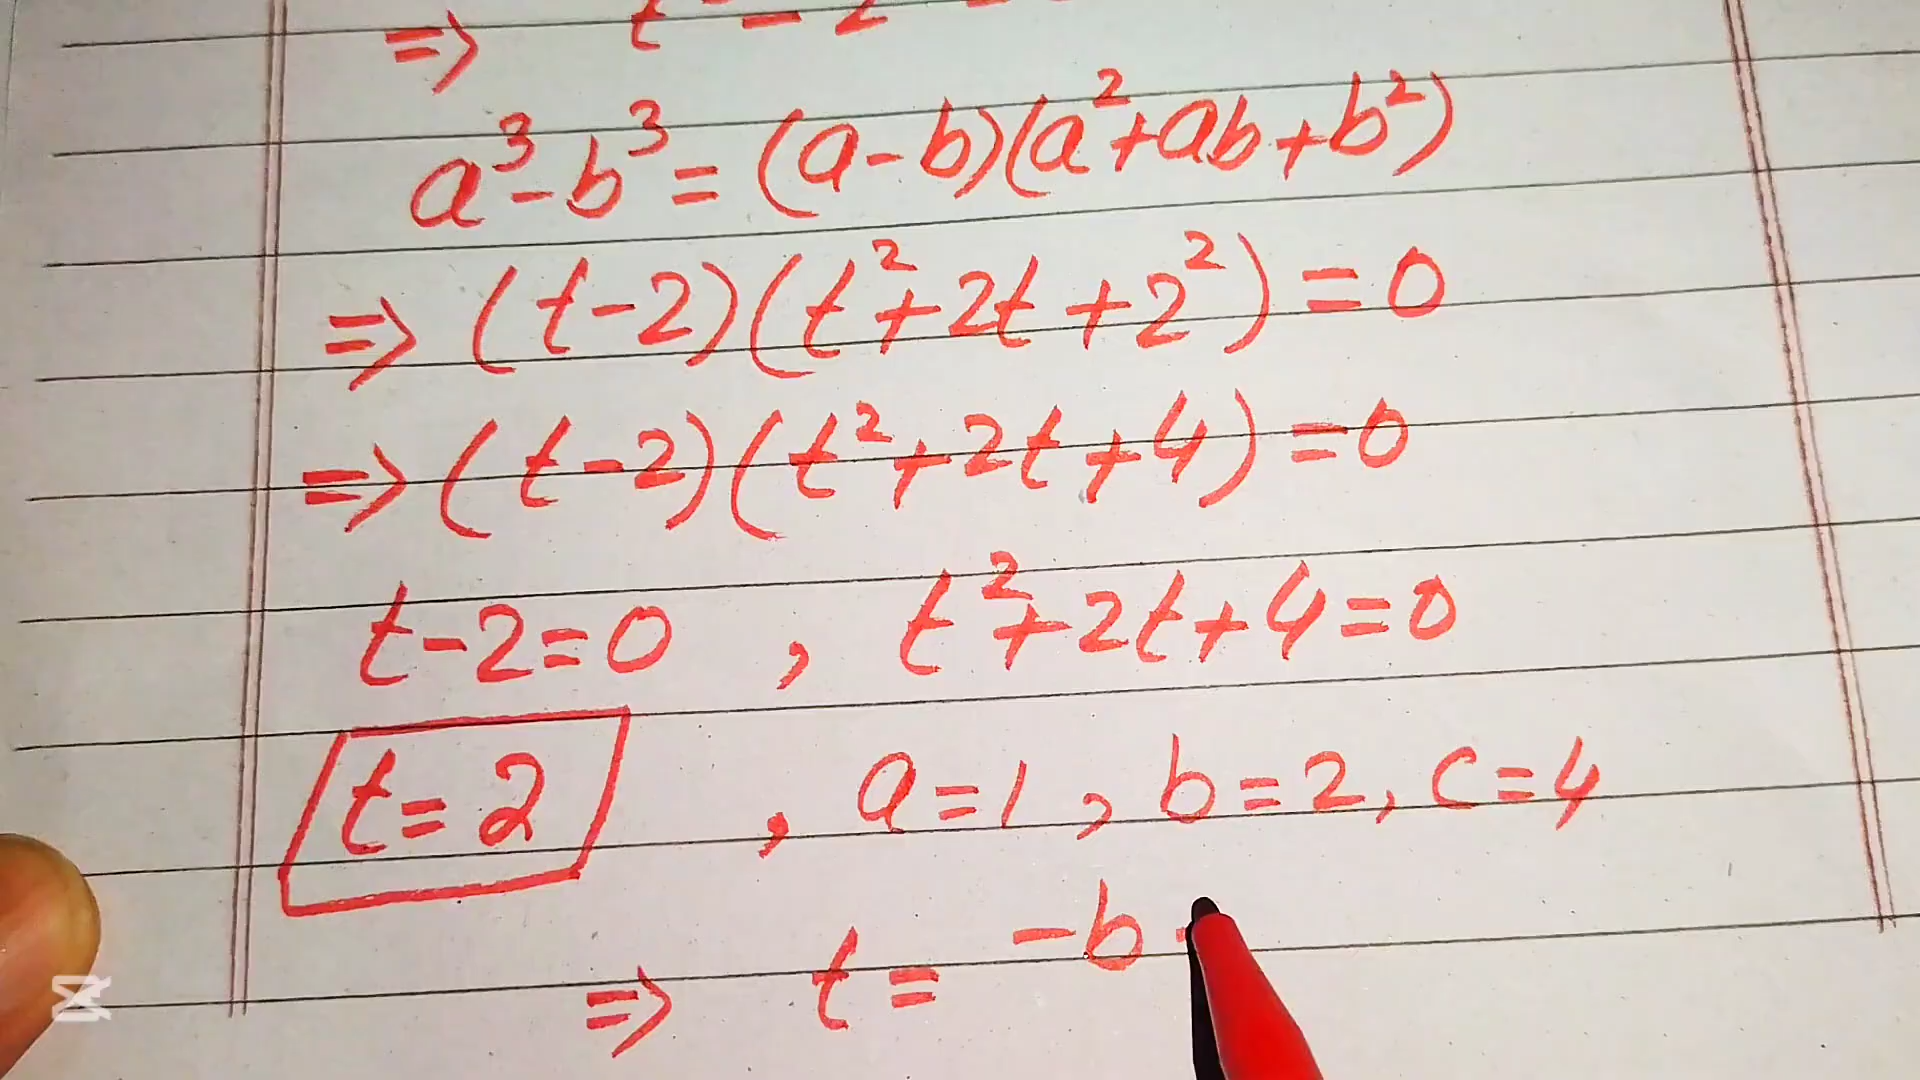 => t - 2
a³-b³=(a-b)(a²+ab+b²)
=> (t-2)(t²+2t+2²)=0
=> (t-2)(t²+2t+4)=0
t-2=0 , t²+2t+4=0
t=2 , a=1, b=2, c=4
=> t = -b